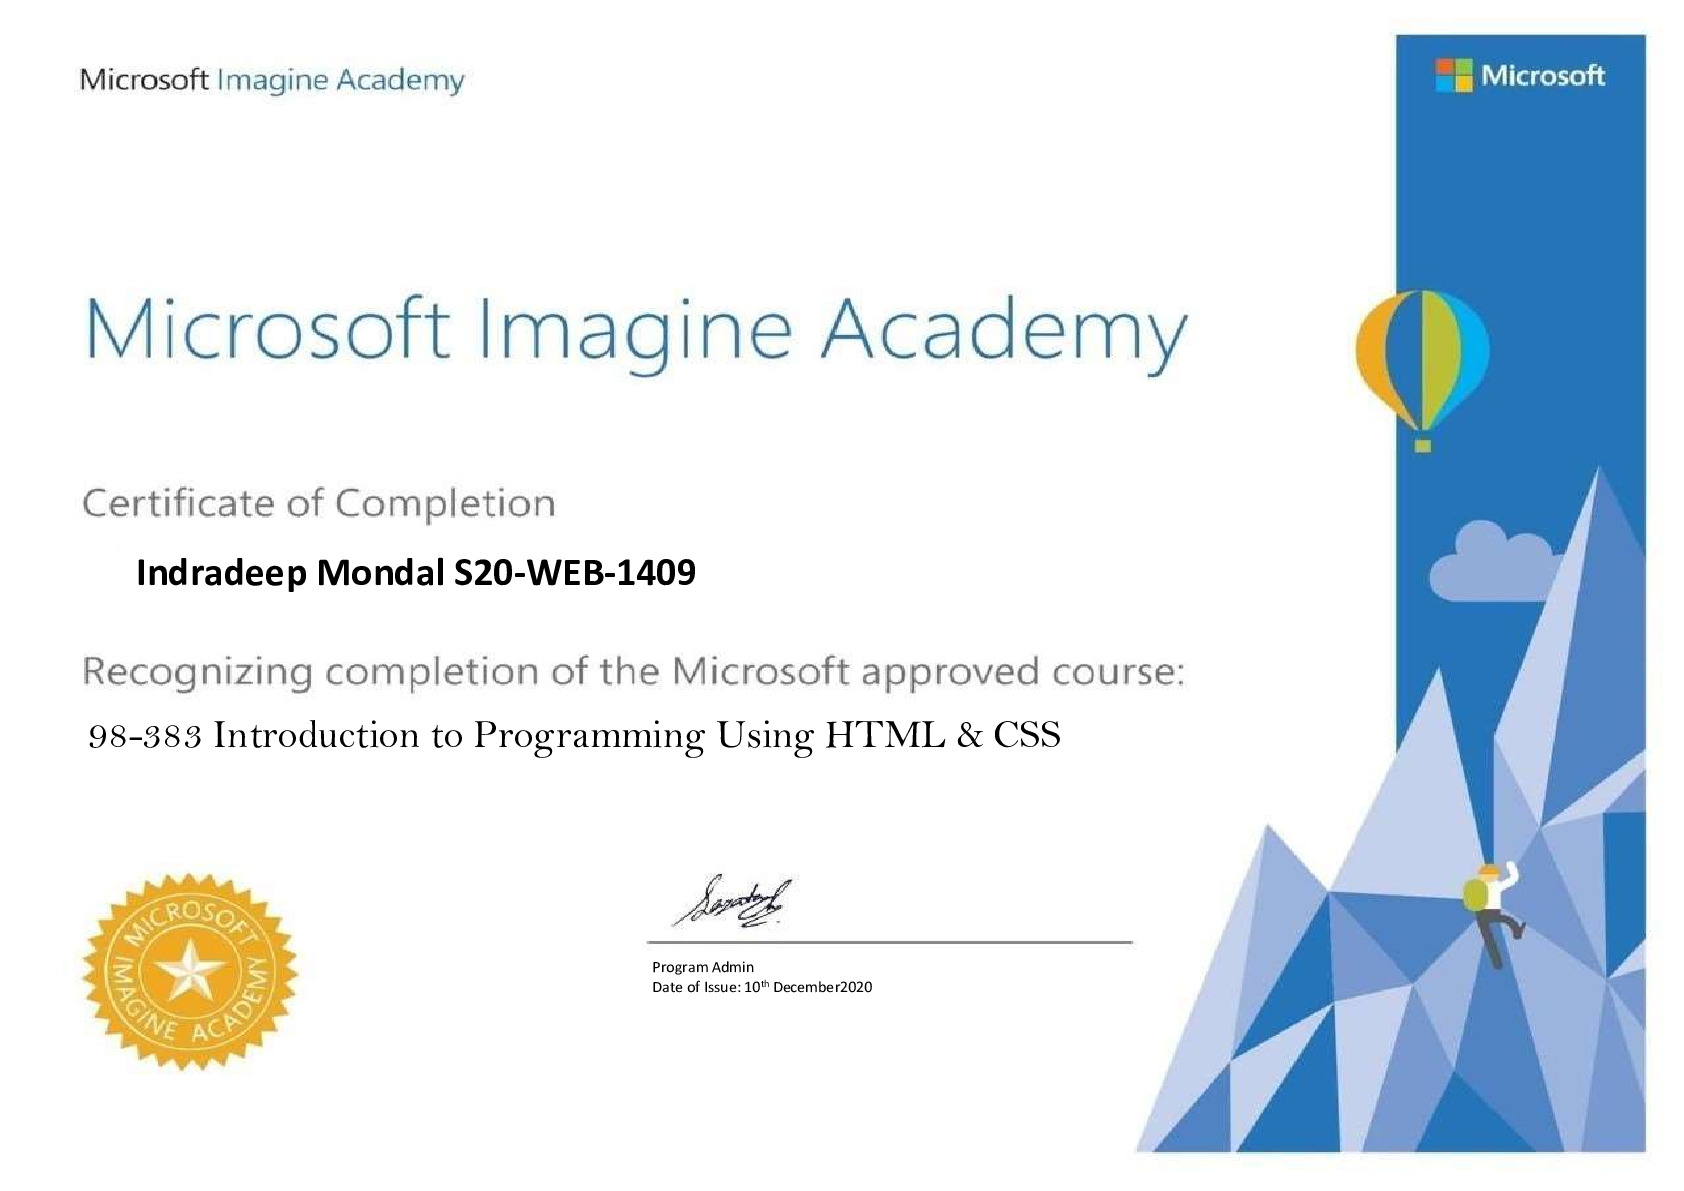 Microsoft Imagine Academy
Microsoft
Microsoft Imagine Academy
Certificate of Completion
Indradeep Mondal S20-WEB-1409
Recognizing completion of the Microsoft approved course:
98-383 Introduction to Programming Using HTML & CSS
MICROSOFT
IMAGINE ACADEMY
Program Admin
Date of Issue: 10th December2020